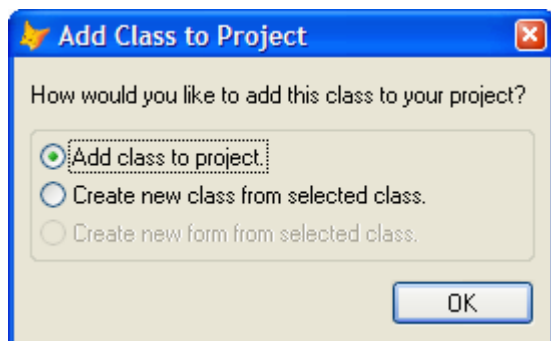 Add Class to Project
How would you like to add this class to your project?
Add class to project.
Create new class from selected class.
Create new form from selected class.
OK